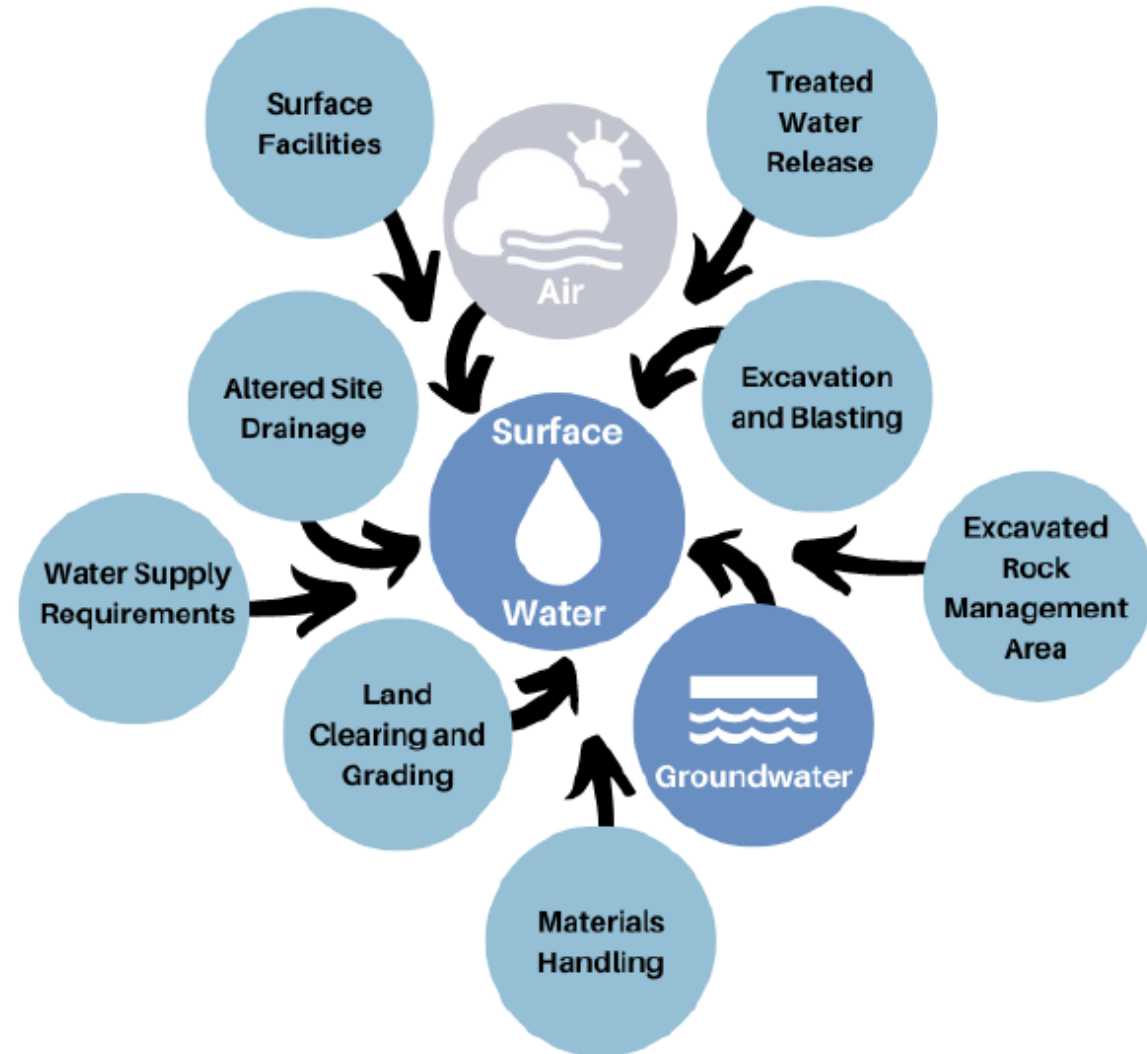 Surface
Facilities
Treated
Water
Release
Air
Altered Site
Drainage
Excavation
and Blasting
Surface
Water
Water Supply
Requirements
Excavated
Rock
Management
Area
Land
Clearing and
Grading
Groundwater
Materials
Handling